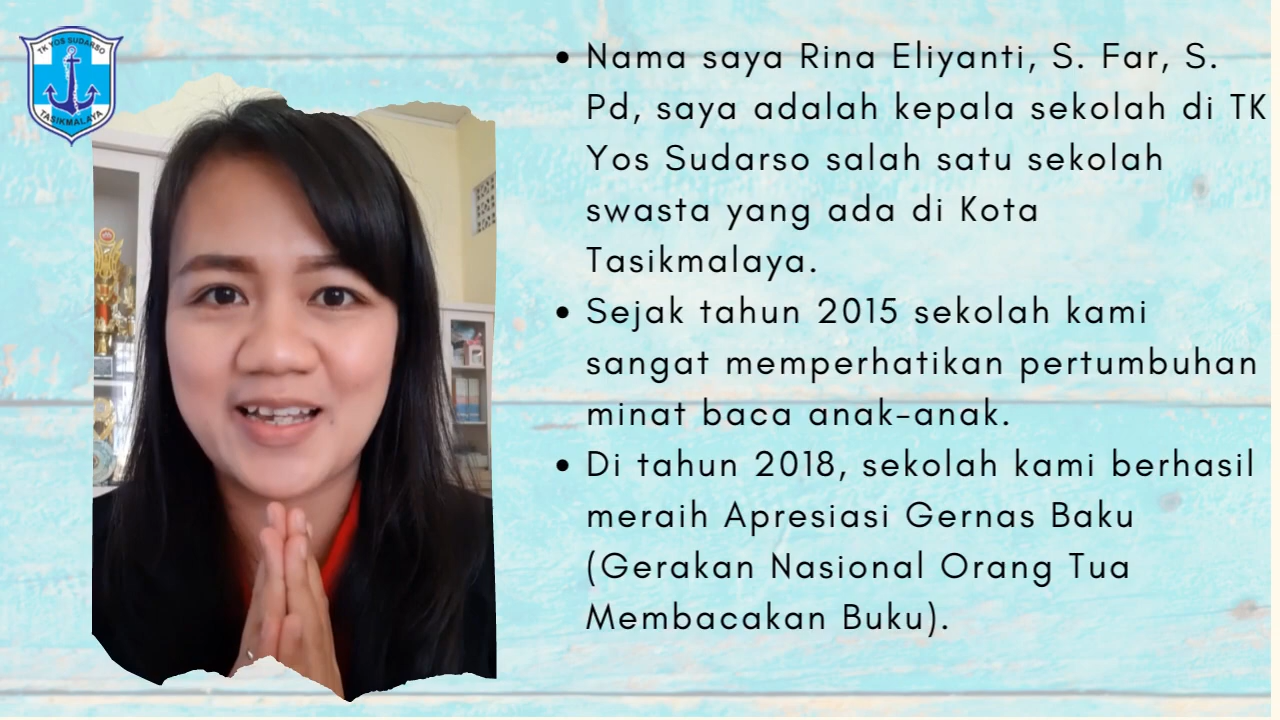 TK YOS SUDARSO
TASIKMALAYA
• Nama saya Rina Eliyanti, S. Far, S.
Pd, saya adalah kepala sekolah di TK
Yos Sudarso salah satu sekolah
swasta yang ada di Kota
Tasikmalaya.
• Sejak tahun 2015 sekolah kami
sangat memperhatikan pertumbuhan
minat baca anak-anak.
• Di tahun 2018, sekolah kami berhasil
meraih Apresiasi Gernas Baku
(Gerakan Nasional Orang Tua
Membacakan Buku).